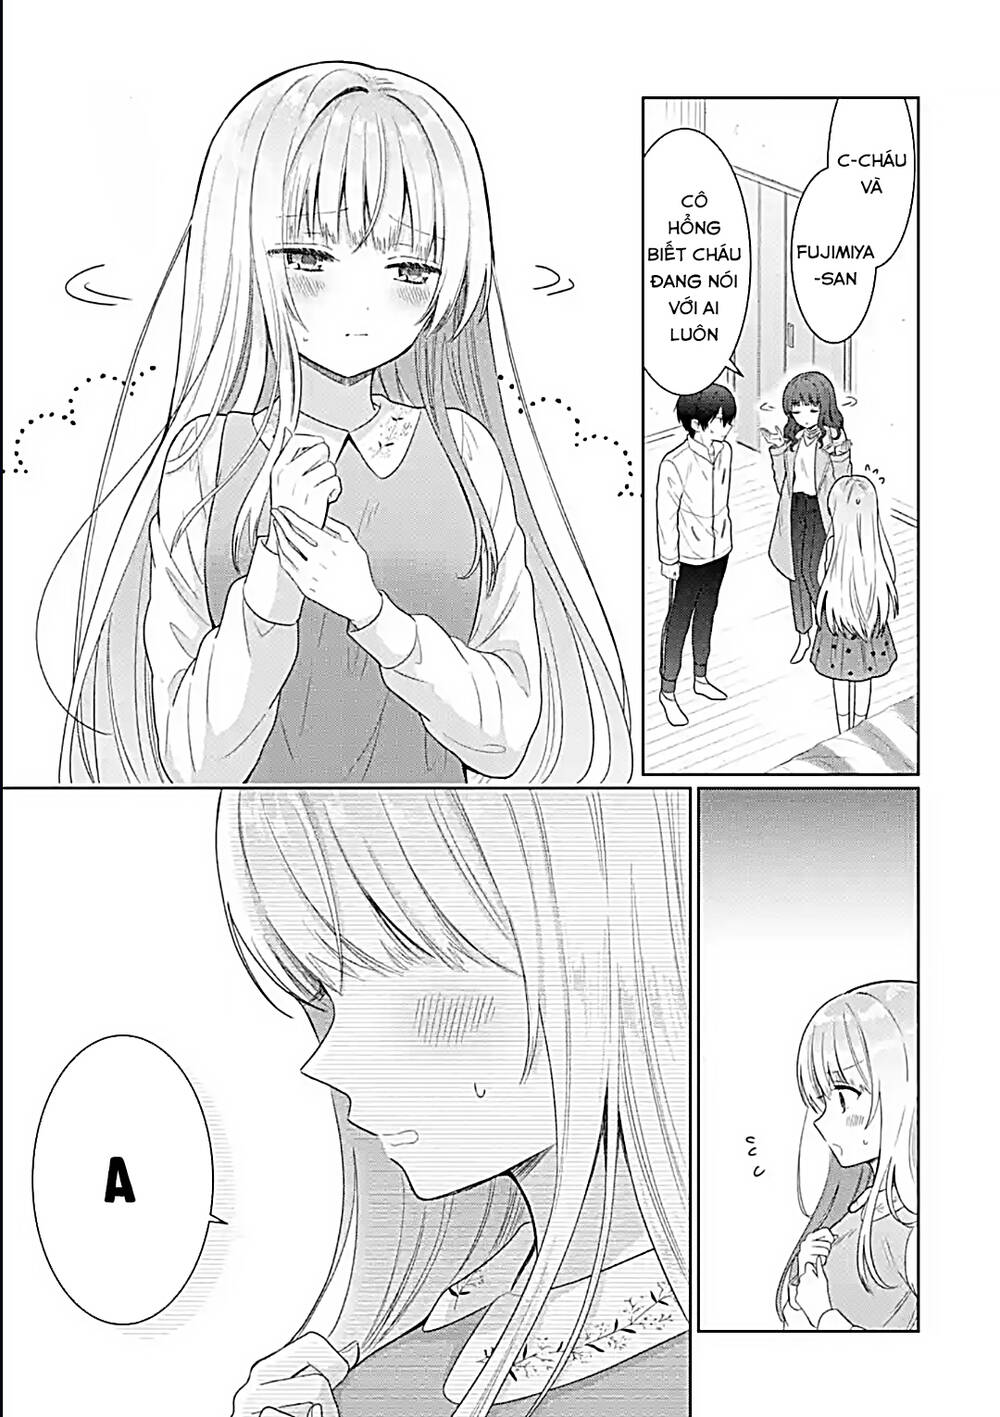 C-CHÁU
VÀ
FUJIMIYA
-SAN
CÔ
HỔNG
BIẾT CHÁU
ĐANG NÓI
VỚI AI
LUÔN
A